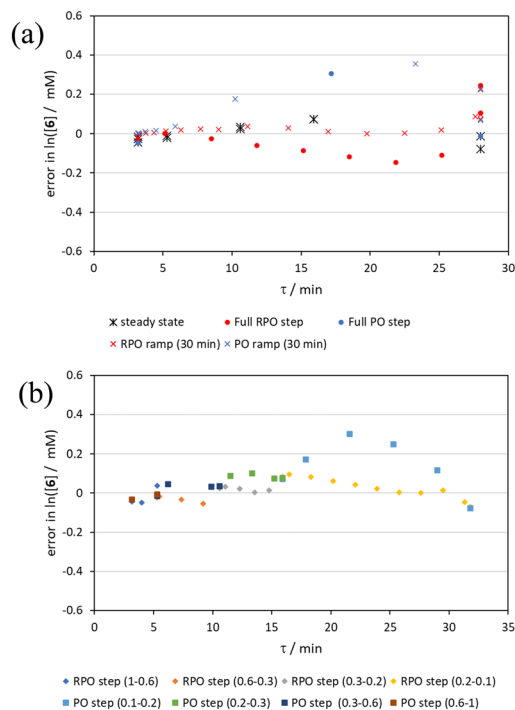 (a)
error in ln([6] / mM)
0.6
0.4
0.2
0
-0.2
-0.4
-0.6
0 5 10 15 20 25 30
τ / min
steady state Full RPO step Full PO step
RPO ramp (30 min) PO ramp (30 min)
(b)
error in ln([6] / mM)
0.6
0.4
0.2
0
-0.2
-0.4
-0.6
0 5 10 15 20 25 30 35
τ / min
RPO step (1-0.6) RPO step (0.6-0.3) RPO step (0.3-0.2) RPO step (0.2-0.1)
PO step (0.1-0.2) PO step (0.2-0.3) PO step (0.3-0.6) PO step (0.6-1)